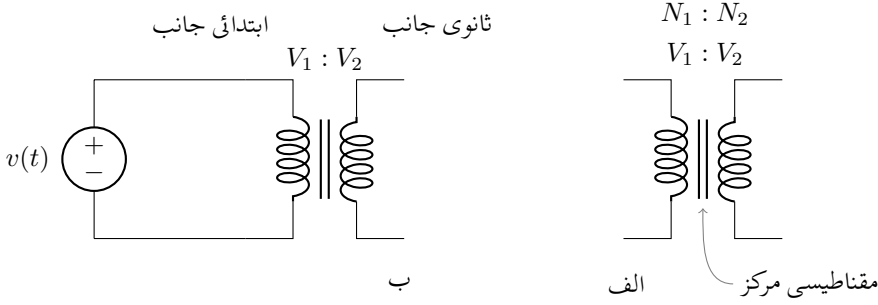 N₁ : N₂
ثانوی جانب
ابتدائی جانب
V₁ : V₂
V₁ : V₂
v(t)
+
−
مقناطیسی مرکز
الف
ب